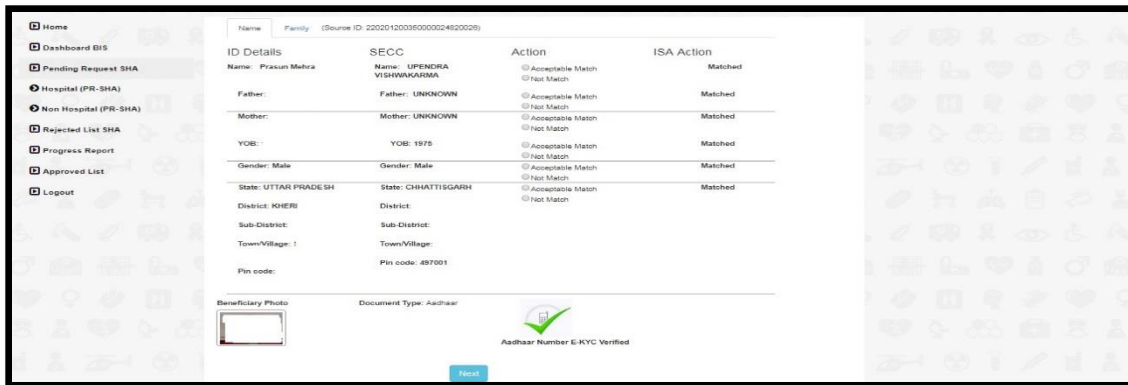 Home
Dashboard BIS
Pending Request SHA
Hospital (PR-SHA)
Non Hospital (PR-SHA)
Rejected List SHA
Progress Report
Approved List
Logout
Name Family
ID Details SECC Action ISA Action
Name: Prasun Mehra Name: UPENDRA VISHWAKARMA Acceptable Match Matched
Not Match
Father: Father: UNKNOWN Acceptable Match Matched
Not Match
Mother: Mother: UNKNOWN Acceptable Match Matched
Not Match
YOB: YOB: 1975 Acceptable Match Matched
Not Match
Gender: Male Gender: Male Acceptable Match Matched
Not Match
State: UTTAR PRADESH State: CHHATTISGARH Acceptable Match Matched
Not Match
District: KHERI District:
Sub-District: Sub-District:
Town/Village: Town/Village:
Pin code: Pin code: 497001
Beneficiary Photo Document Type: Aadhaar
Aadhaar Number E-KYC Verified
Next